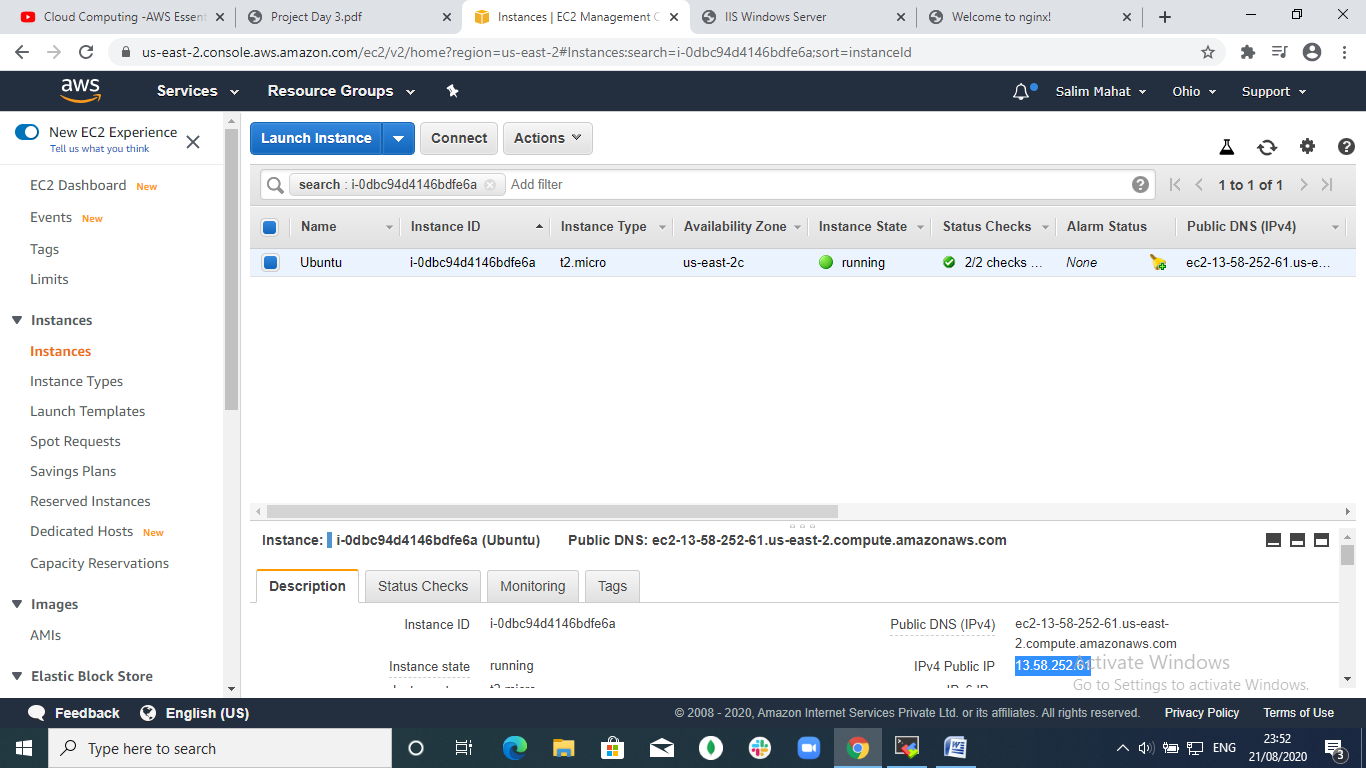 Cloud Computing -AWS Essent
Project Day 3.pdf
Instances | EC2 Management C
IIS Windows Server
Welcome to nginx!
us-east-2.console.aws.amazon.com/ec2/v2/home?region=us-east-2#Instances:search=i-0dbc94d4146bdfe6a;sort=instanceId
aws Services Resource Groups Salim Mahat Ohio Support
New EC2 Experience
Tell us what you think
EC2 Dashboard New
Events New
Tags
Limits
Instances
Instances
Instance Types
Launch Templates
Spot Requests
Savings Plans
Reserved Instances
Dedicated Hosts New
Capacity Reservations
Images
AMIs
Elastic Block Store
Launch Instance Connect Actions
search : i-0dbc94d4146bdfe6a Add filter 1 to 1 of 1
Name Instance ID Instance Type Availability Zone Instance State Status Checks Alarm Status Public DNS (IPv4)
Ubuntu i-0dbc94d4146bdfe6a t2.micro us-east-2c running 2/2 checks ... None ec2-13-58-252-61.us-e...
Instance: i-0dbc94d4146bdfe6a (Ubuntu) Public DNS: ec2-13-58-252-61.us-east-2.compute.amazonaws.com
Description Status Checks Monitoring Tags
Instance ID i-0dbc94d4146bdfe6a Public DNS (IPv4) ec2-13-58-252-61.us-east-
2.compute.amazonaws.com
Instance state running IPv4 Public IP 13.58.252.61
Activate Windows
Go to Settings to activate Windows.
Feedback English (US) © 2008 - 2020, Amazon Internet Services Private Ltd. or its affiliates. All rights reserved. Privacy Policy Terms of Use
Type here to search
ENG
23:52
21/08/2020
3